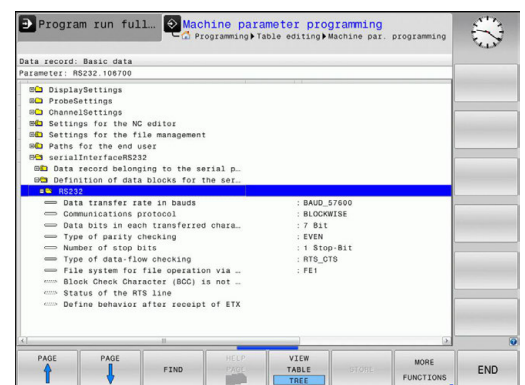 Program run full…
Machine parameter programming
Programming▶Table editing▶Machine par. programming
Data record: Basic data
Parameter: RS232.106700
DisplaySettings
ProbeSettings
ChannelSettings
Settings for the NC editor
Settings for the file management
Paths for the end user
serialInterfaceRS232
Data record belonging to the serial p…
Definition of data blocks for the ser…
RS232
Data transfer rate in bauds : BAUD_57600
Communications protocol : BLOCKWISE
Data bits in each transferred chara… : 7 Bit
Type of parity checking : EVEN
Number of stop bits : 1 Stop-Bit
Type of data-flow checking : RTS_CTS
File system for file operation via … : FE1
Block Check Character (BCC) is not …
Status of the RTS line
Define behavior after receipt of ETX
PAGE
PAGE
FIND
HELP PAGE
VIEW TABLE TREE
STORE
MORE FUNCTIONS
END